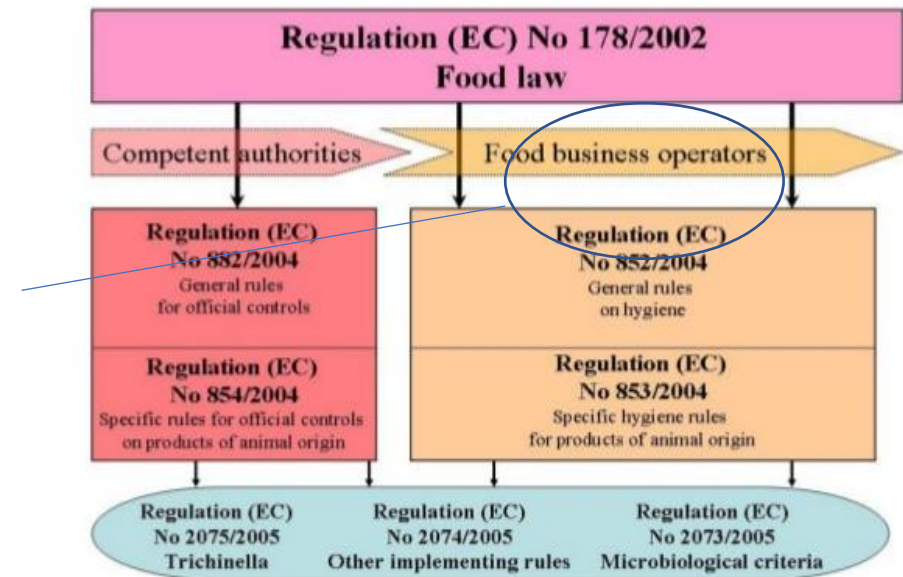 Regulation (EC) No 178/2002
Food law
Competent authorities
Food business operators
Regulation (EC)
No 882/2004
General rules
for official controls
Regulation (EC)
No 852/2004
General rules
on hygiene
Regulation (EC)
No 854/2004
Specific rules for official controls
on products of animal origin
Regulation (EC)
No 853/2004
Specific hygiene rules
for products of animal origin
Regulation (EC)
No 2075/2005
Trichinella
Regulation (EC)
No 2074/2005
Other implementing rules
Regulation (EC)
No 2073/2005
Microbiological criteria